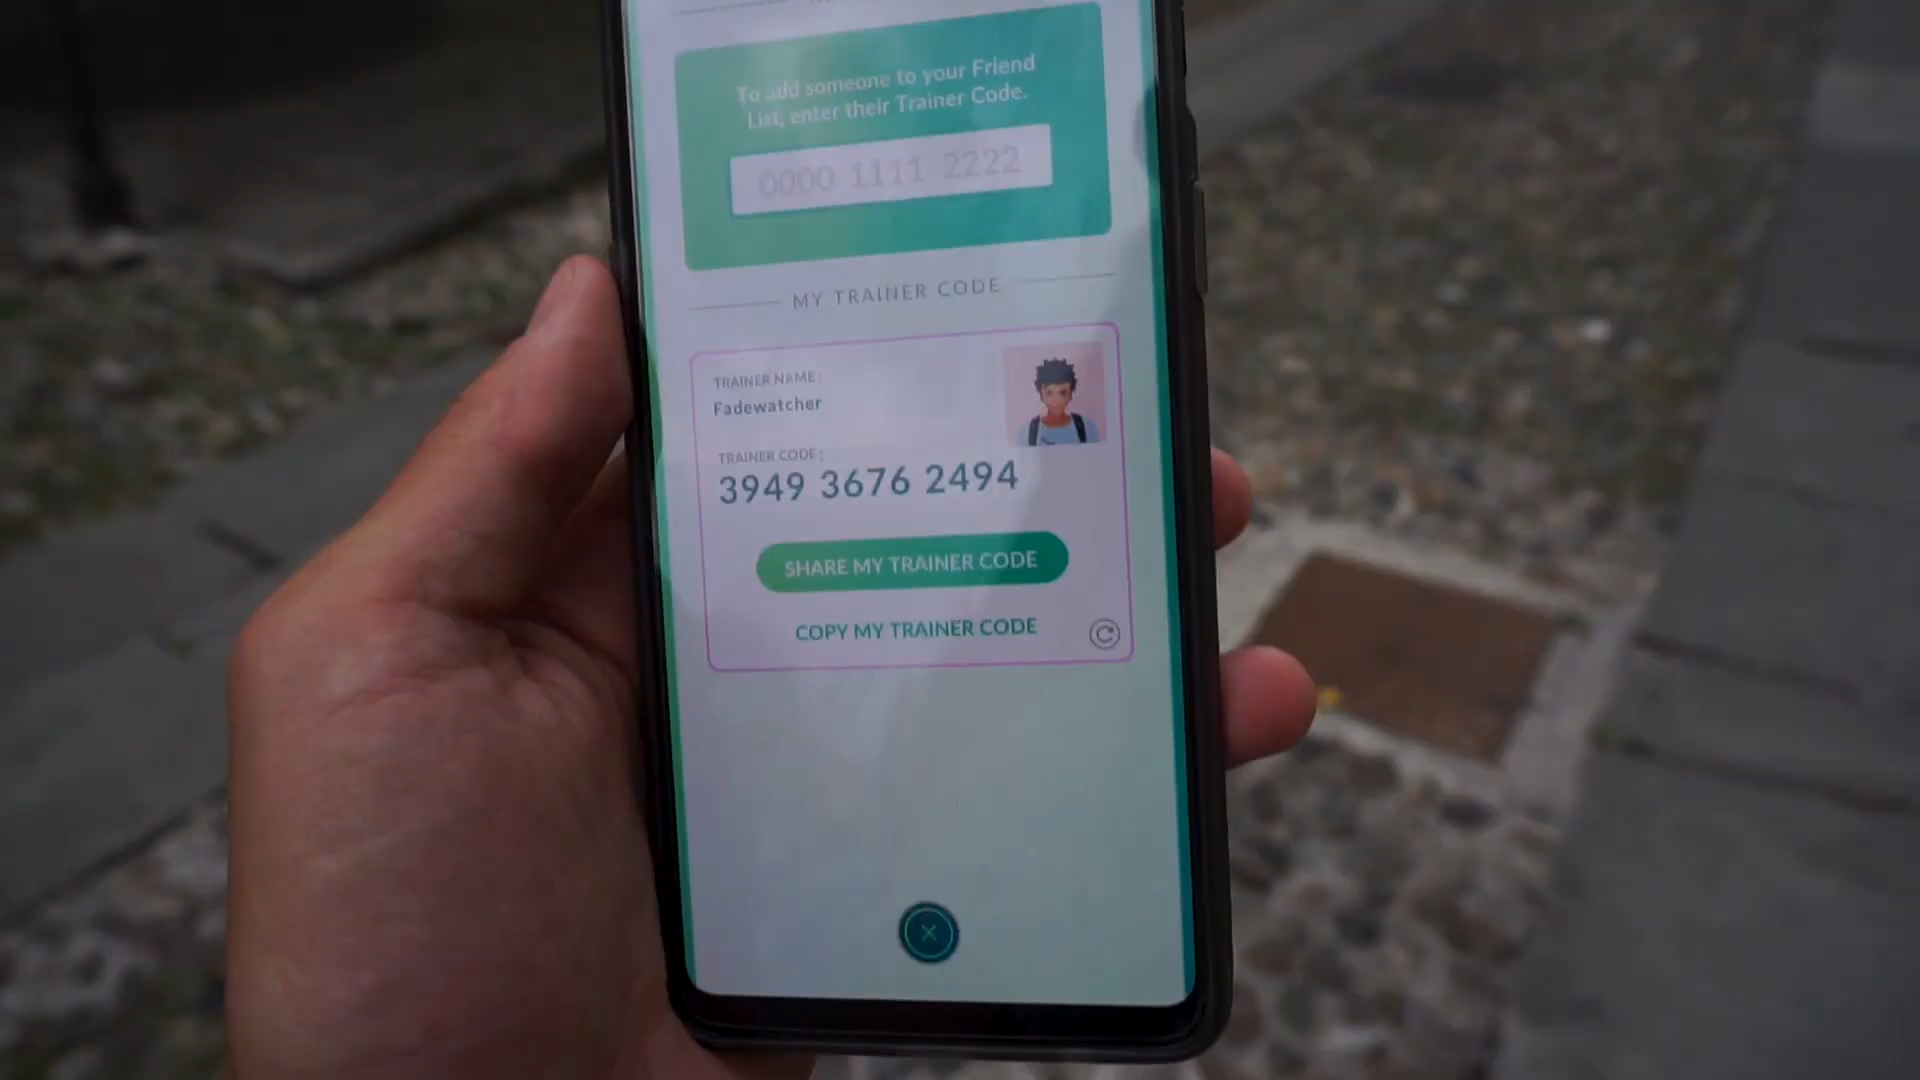 To add someone to your Friend
List, enter their Trainer Code.
0000 1111 2222
MY TRAINER CODE
TRAINER NAME :
Fadewatcher
TRAINER CODE :
3949 3676 2494
SHARE MY TRAINER CODE
COPY MY TRAINER CODE